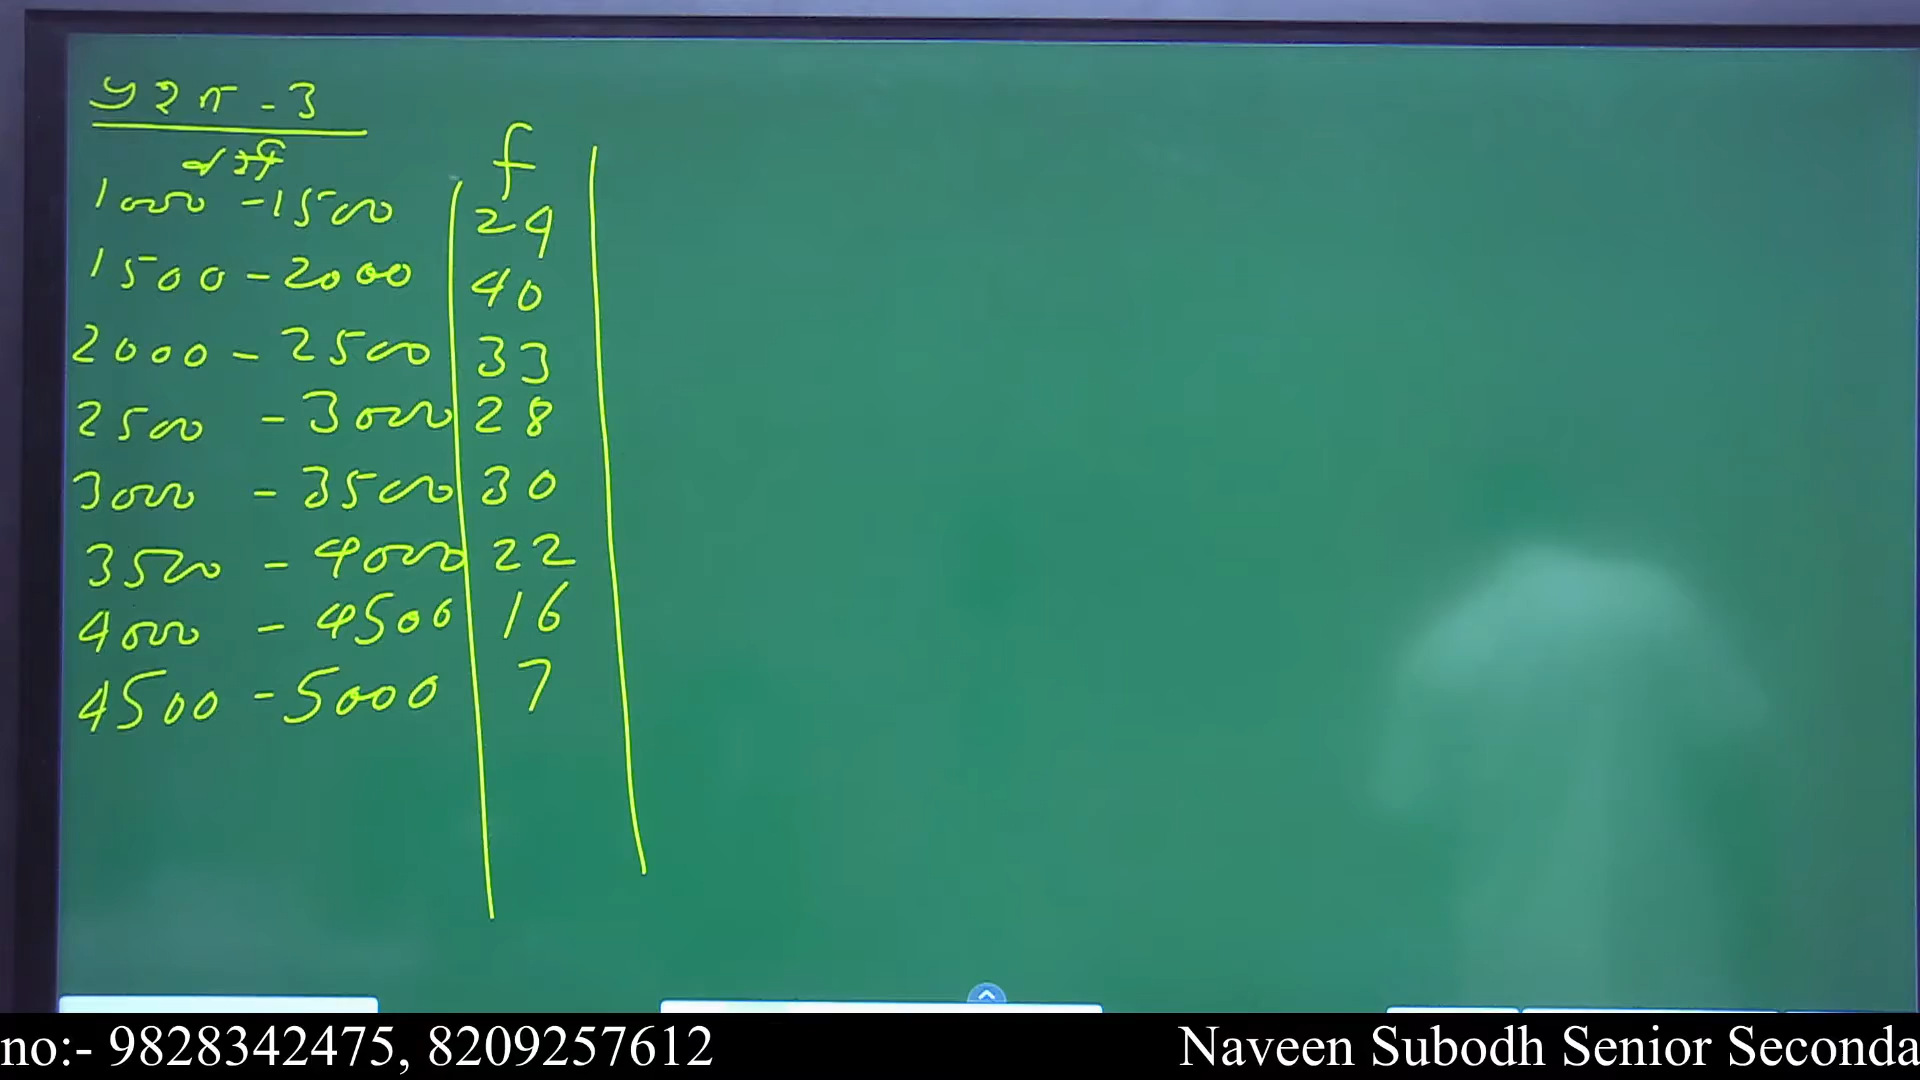 प्रश्न - 3
वर्ग f
1000 - 1500 24
1500 - 2000 40
2000 - 2500 33
2500 - 3000 28
3000 - 3500 30
3500 - 4000 22
4000 - 4500 16
4500 - 5000 7
no:- 9828342475, 8209257612 Naveen Subodh Senior Seconda